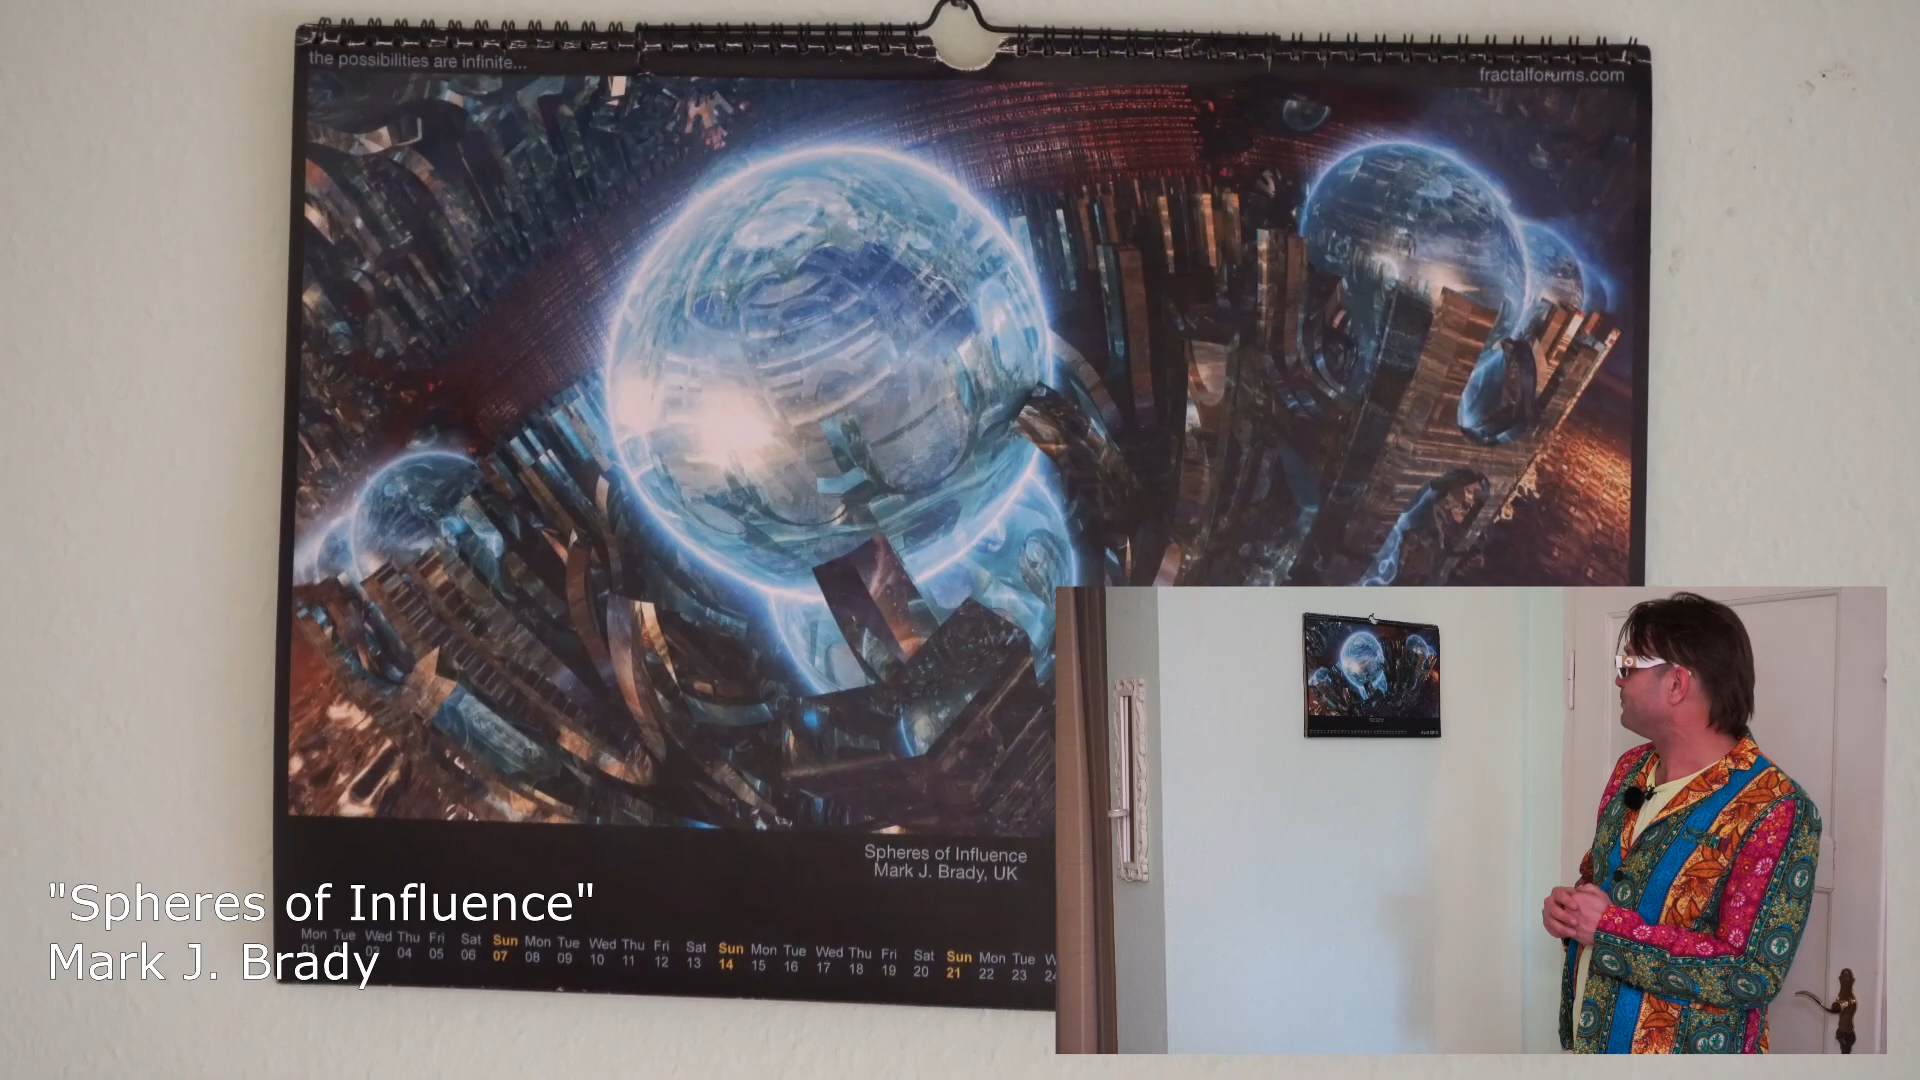 the possibilities are infinite...
fractalforums.com
Spheres of Influence
Mark J. Brady, UK
"Spheres of Influence"
Mark J. Brady
Mon Tue Wed Thu Fri Sat Sun Mon Tue Wed Thu Fri Sat Sun Mon Tue Wed Thu Fri Sat Sun Mon Tue
01 03 04 05 06 07 08 09 10 11 12 13 14 15 16 17 18 19 20 21 22 23